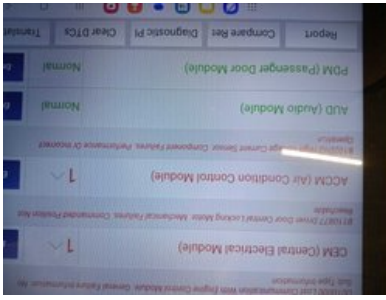 Lost Communication With Engine Control Module. General Failure Information. No
Sub Type Information
CEM (Central Electrical Module) 1
Driver Door Central Locking Motor. Mechanical Failures. Commanded Position Not
Reachable
ACCM (Air Condition Control Module) 1
Current Sensor. Component Failures. Performance Or Incorrect
Operation
AUD (Audio Module) Normal
PDM (Passenger Door Module) Normal
Report Compare Res Diagnostic Pl Clear DTCs Translat